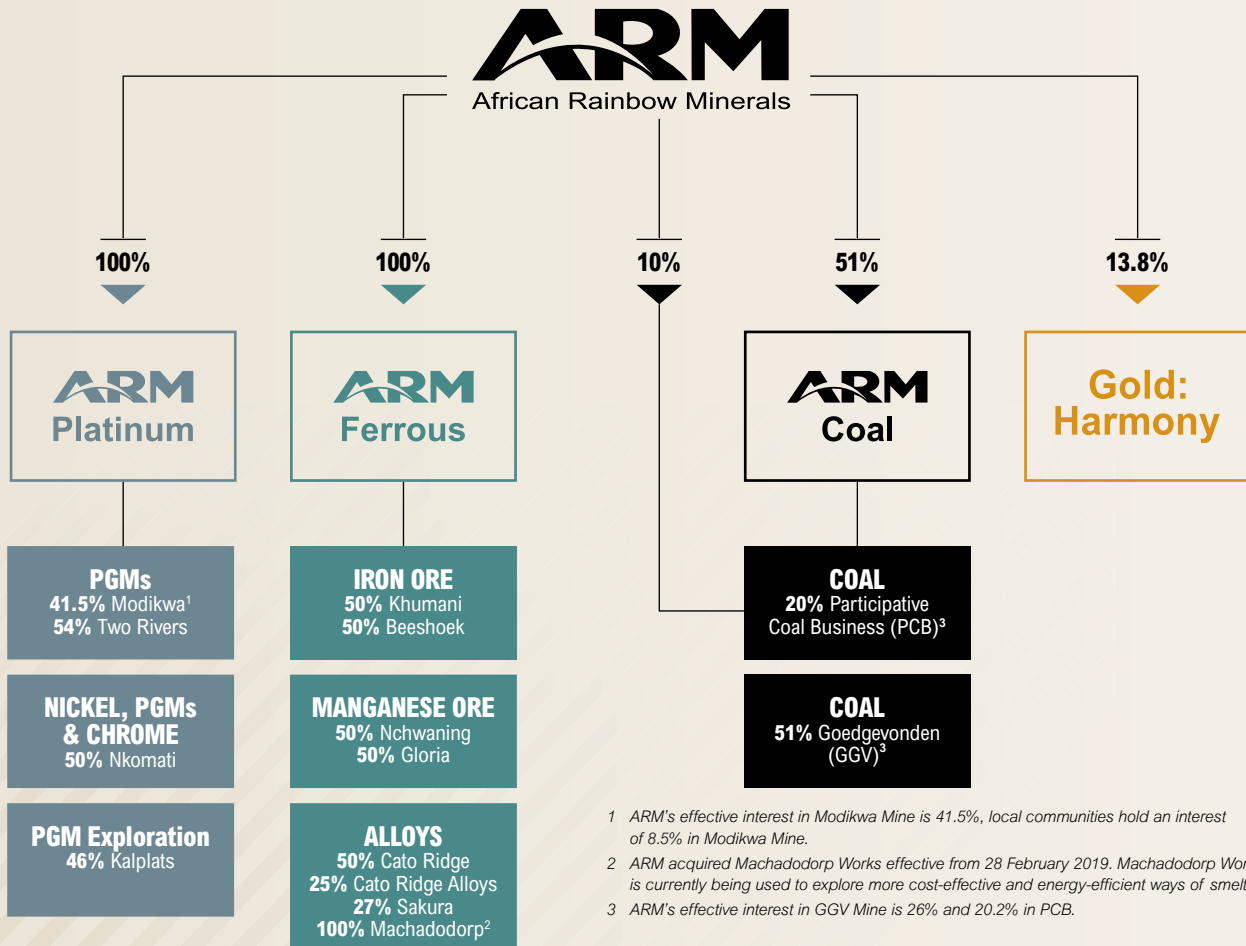 ARM
African Rainbow Minerals
100%
100%
10%
51%
13.8%
ARM
Platinum
ARM
Ferrous
ARM
Coal
Gold:
Harmony
PGMs
41.5% Modikwa¹
54% Two Rivers
NICKEL, PGMs
& CHROME
50% Nkomati
PGM Exploration
46% Kalplats
IRON ORE
50% Khumani
50% Beeshoek
MANGANESE ORE
50% Nchwaning
50% Gloria
ALLOYS
50% Cato Ridge
25% Cato Ridge Alloys
27% Sakura
100% Machadodorp²
COAL
20% Participative
Coal Business (PCB)³
COAL
51% Goedgevonden
(GGV)³
1 ARM's effective interest in Modikwa Mine is 41.5%, local communities hold an interest
of 8.5% in Modikwa Mine.
2 ARM acquired Machadodorp Works effective from 28 February 2019. Machadodorp Wor
is currently being used to explore more cost-effective and energy-efficient ways of smelt
3 ARM's effective interest in GGV Mine is 26% and 20.2% in PCB.